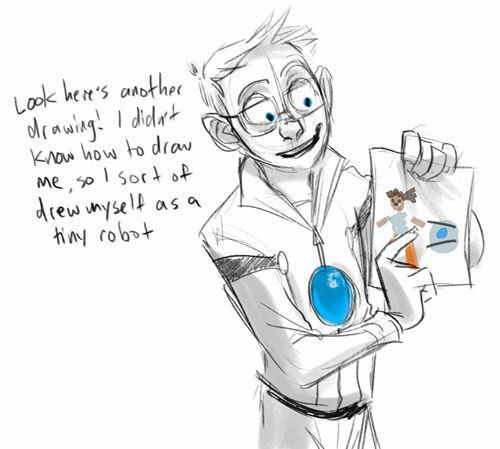 Look here's another
drawing! I didn't
know how to draw
me, so I sort of
drew myself as a
tiny robot